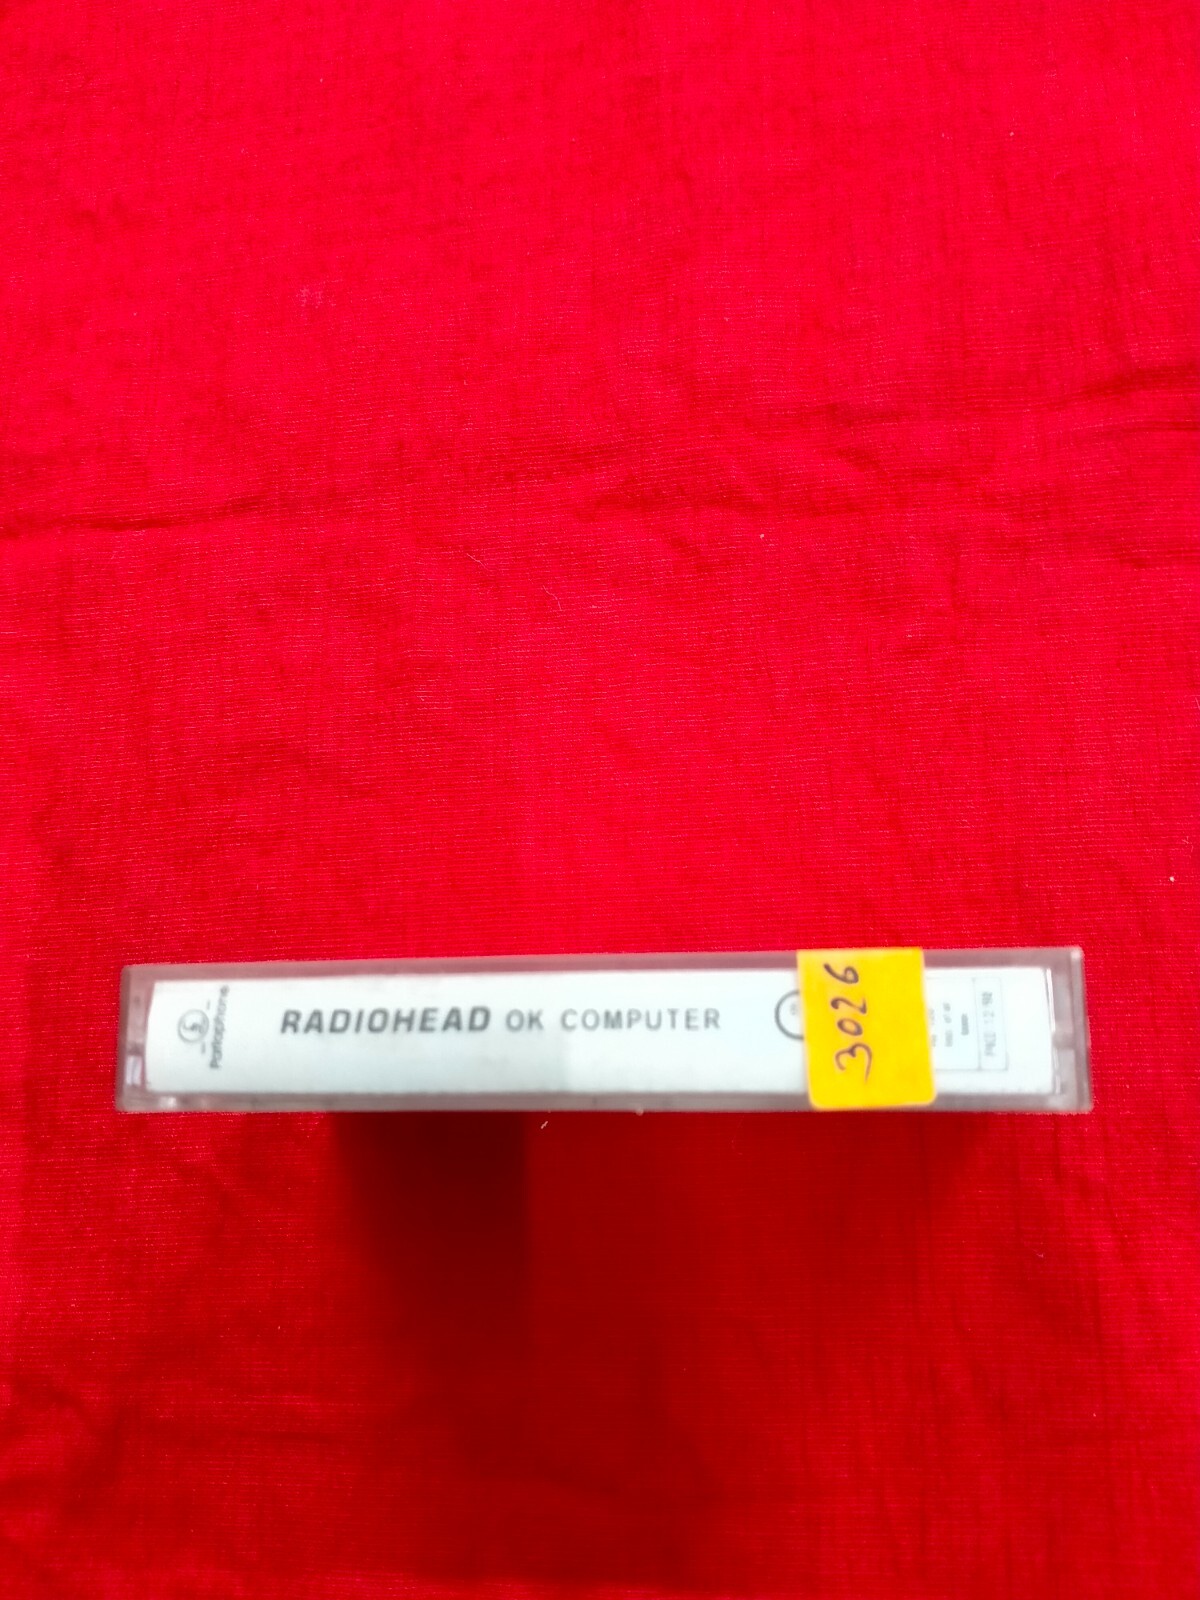 Parlophone
RADIOHEAD OK COMPUTER
3026